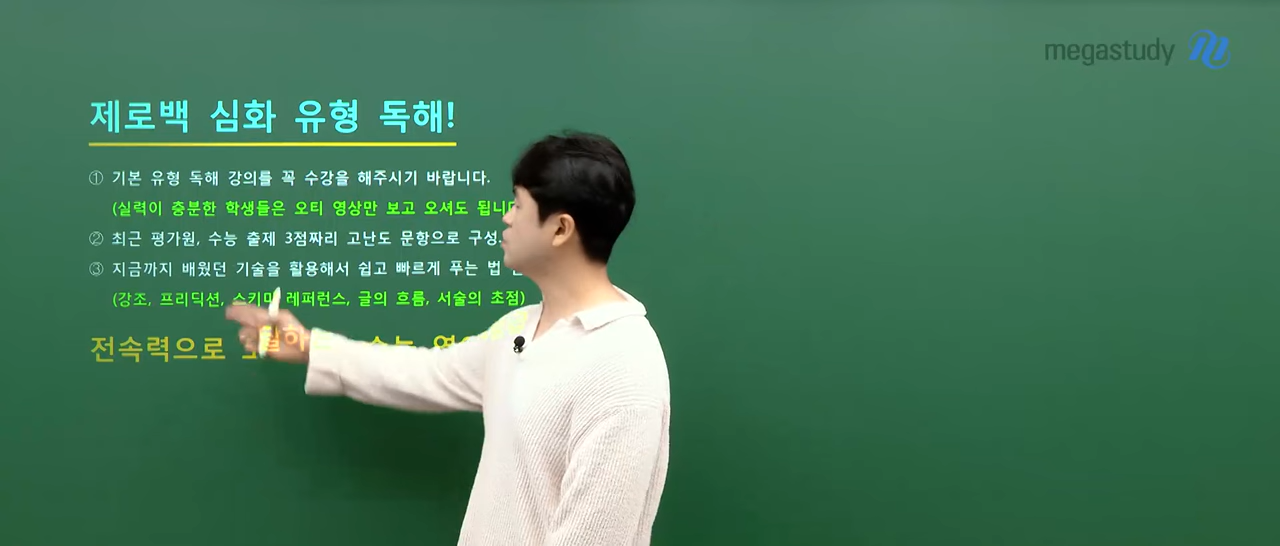 megastudy
제로백 심화 유형 독해!
① 기본 유형 독해 강의를 꼭 수강을 해주시기 바랍니다.
(실력이 충분한 학생들은 오티 영상만 보고 오셔도
② 최근 평가원, 수능 출제 3점짜리 고난도 문항으로
③ 지금까지 배웠던 기술을 활용해서 쉽고 빠르게 푸는 법
(강조, 프리딕션, 레퍼런스, 글의 흐름, 서술의 초점)
전속력으로